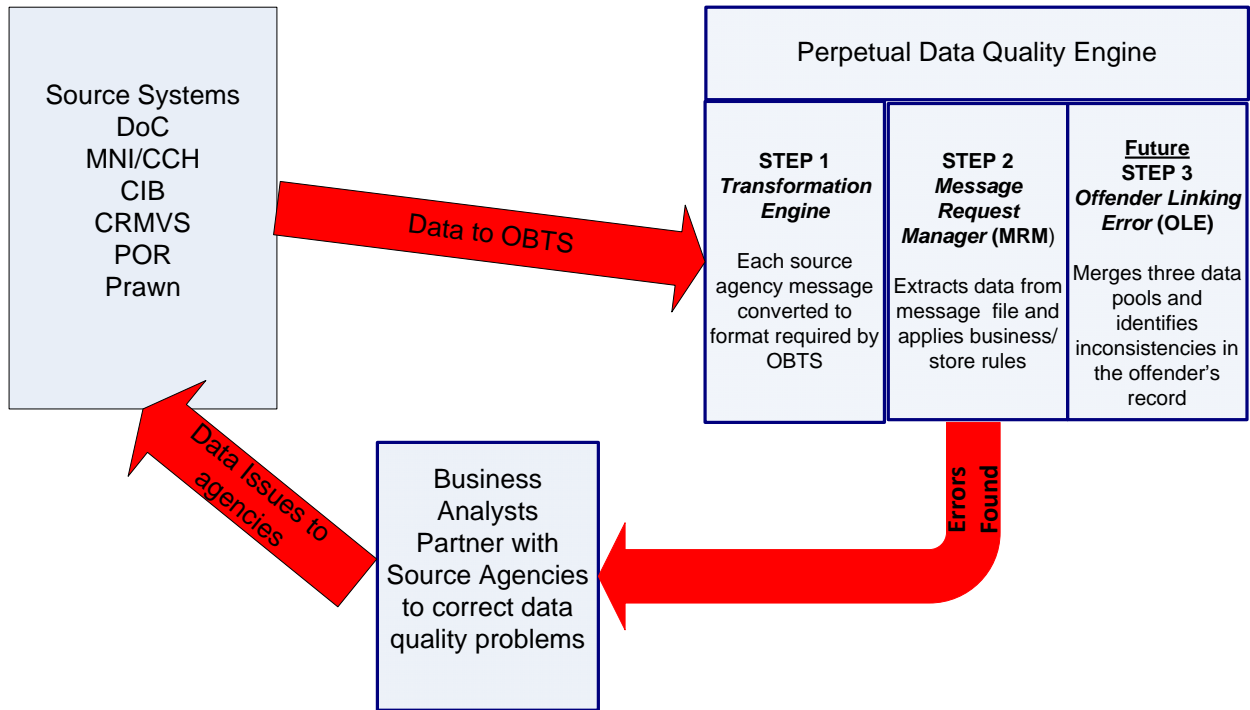 Source Systems
DoC
MNI/CCH
CIB
CRMVS
POR
Prawn
Data to OBTS
Perpetual Data Quality Engine
STEP 1
Transformation
Engine
Each source
agency message
converted to
format required by
OBTS
STEP 2
Message
Request
Manager (MRM)
Extracts data from
message file and
applies business/
store rules
Future
STEP 3
Offender Linking
Error (OLE)
Merges three data
pools and
identifies
inconsistencies in
the offender's
record
Errors
Found
Business
Analysts
Partner with
Source Agencies
to correct data
quality problems
Data Issues to
agencies